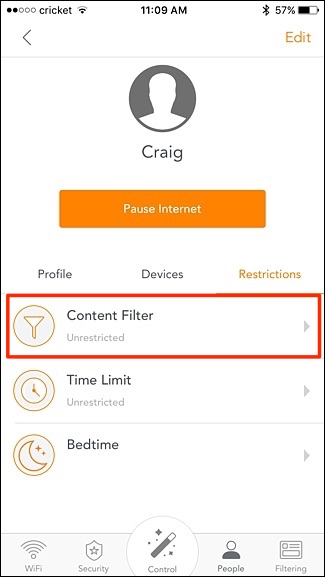 cricket 11:09 AM 57%
Edit
Craig
Pause Internet
Profile Devices Restrictions
Content Filter
Unrestricted
Time Limit
Unrestricted
Bedtime
WiFi Security Control People Filtering